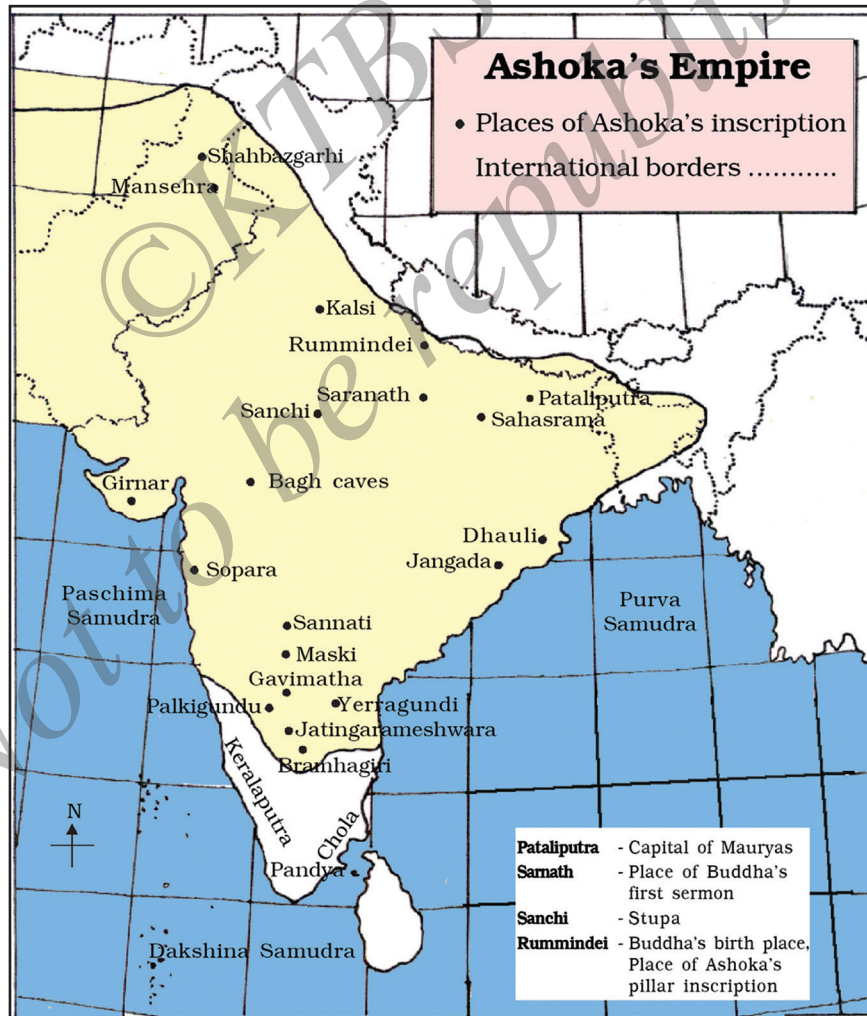 Ashoka's Empire
• Places of Ashoka's inscription
International borders ...........
Shahbazgarhi
Mansehra
Kalsi
Rummindei
Saranath
Pataliputra
Sanchi
Sahasrama
Girnar
Bagh caves
Dhauli
Jangada
Sopara
Paschima
Samudra
Purva
Samudra
Sannati
Maski
Gavimatha
Palkigundu
Yerragundi
Jatingarameshwara
Bramhagiri
Keralaputra
Chola
Pandya
N
Dakshina Samudra
Pataliputra - Capital of Mauryas
Sarnath - Place of Buddha's
first sermon
Sanchi - Stupa
Rummindei - Buddha's birth place,
Place of Ashoka's
pillar inscription
©KTBS
Not to be republis